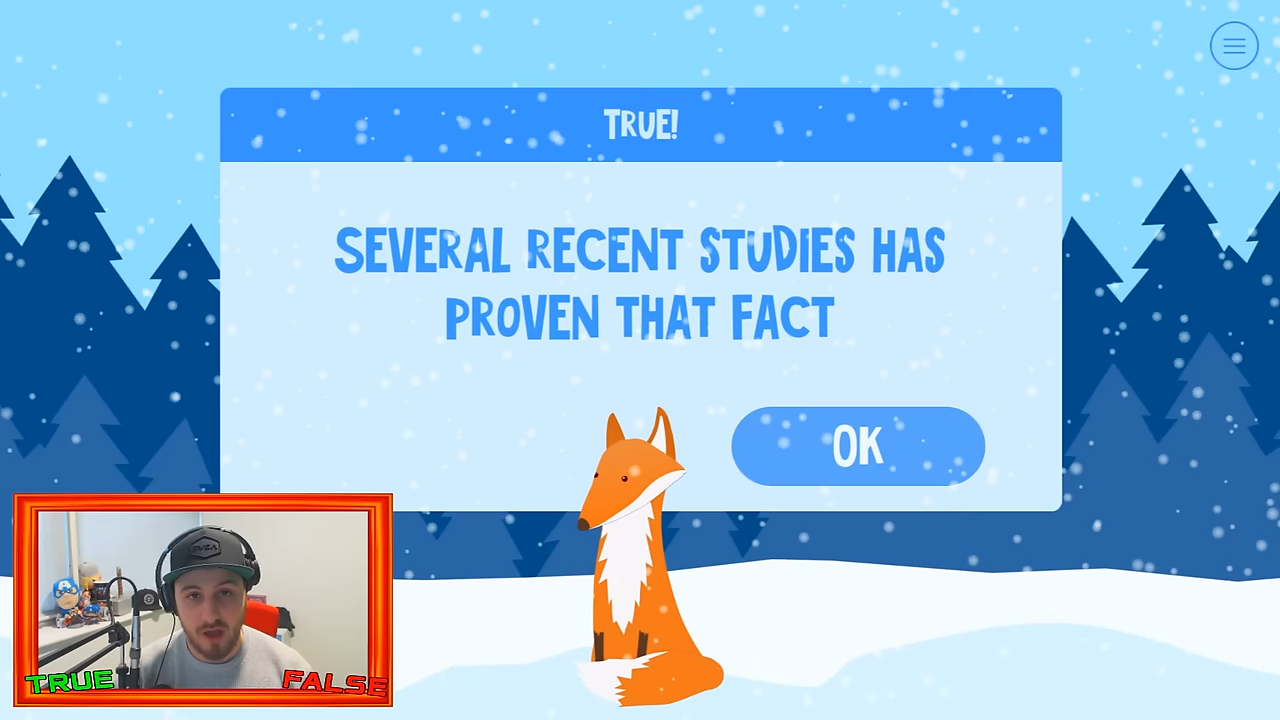 TRUE!
SEVERAL RECENT STUDIES HAS
PROVEN THAT FACT
OK
TRUE
FALSE